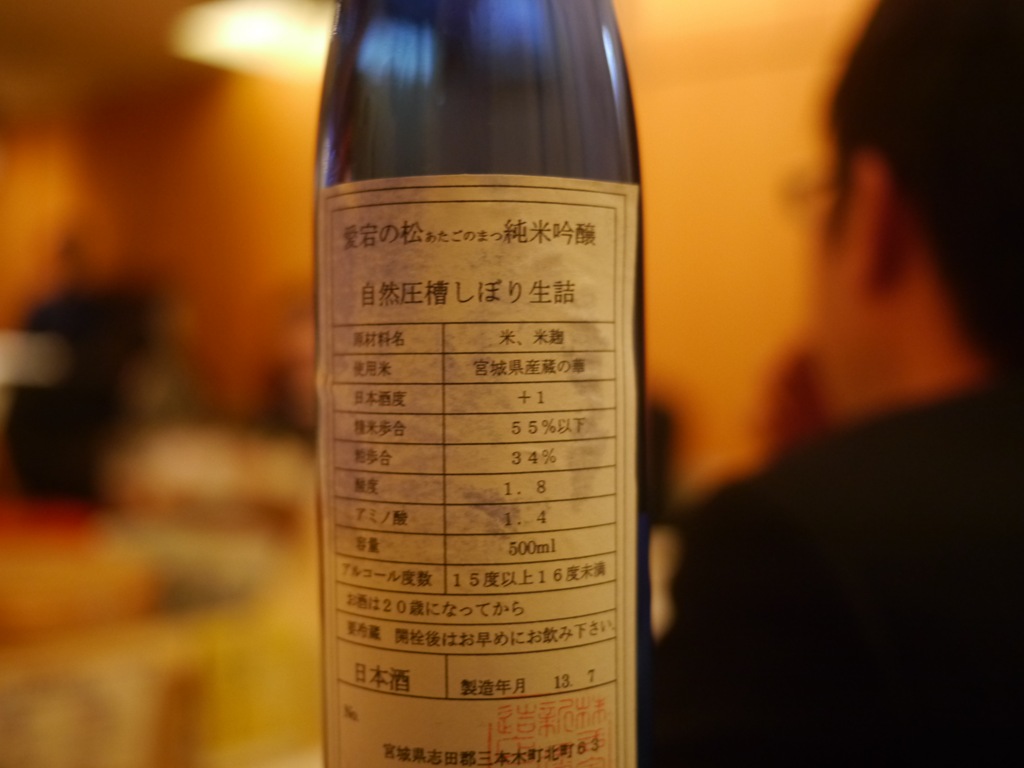 愛宕の松あたごのまつ純米吟醸
自然圧槽しぼり生詰
原材料名 米、米麹
使用米 宮城県産蔵の華
日本酒度 +1
精米歩合 55%以下
粕歩合 34%
酸度 1.8
アミノ酸 1.4
容量 500ml
アルコール度数 15度以上16度未満
お酒は20歳になってから
要冷蔵 開栓後はお早めにお飲み下さい。
日本酒 製造年月 13.7
No.
宮城県志田郡三本木町北町63